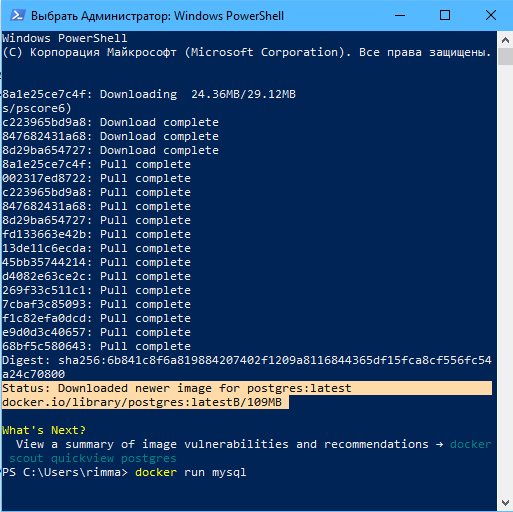 Выбрать Администратор: Windows PowerShell
Windows PowerShell
(C) Корпорация Майкрософт (Microsoft Corporation). Все права защищены.
8a1e25ce7c4f: Downloading  24.36MB/29.12MB
s/pscore6)
c223965bd9a8: Download complete
847682431a68: Download complete
8d29ba654727: Download complete
8a1e25ce7c4f: Pull complete
002317ed8722: Pull complete
c223965bd9a8: Pull complete
847682431a68: Pull complete
8d29ba654727: Pull complete
fd133663e42b: Pull complete
13de11c6ecda: Pull complete
45bb35744214: Pull complete
d4082e63ce2c: Pull complete
269f33c511c1: Pull complete
7cbaf3c85093: Pull complete
f1c82efa0dcd: Pull complete
e9d0d3c40657: Pull complete
68bf5c580643: Pull complete
Digest: sha256:6b841c8f6a819884207402f1209a8116844365df15fca8cf556fc54
a24c70800
Status: Downloaded newer image for postgres:latest
docker.io/library/postgres:latestB/109MB
What's Next?
  View a summary of image vulnerabilities and recommendations → docker
 scout quickview postgres
PS C:\Users\rimma> docker run mysql